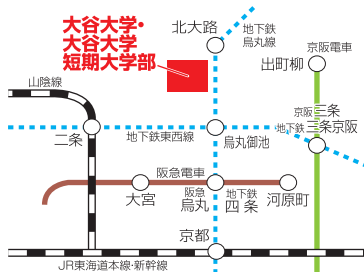 大谷大学・
大谷大学
短期大学部
北大路
地下鉄
烏丸線
京阪電車
出町柳
山陰線
京阪 三条
地下鉄 三条京阪
二条
地下鉄東西線
烏丸御池
阪急電車
大宮
阪急
烏丸
地下鉄
四条
河原町
京都
JR東海道本線・新幹線